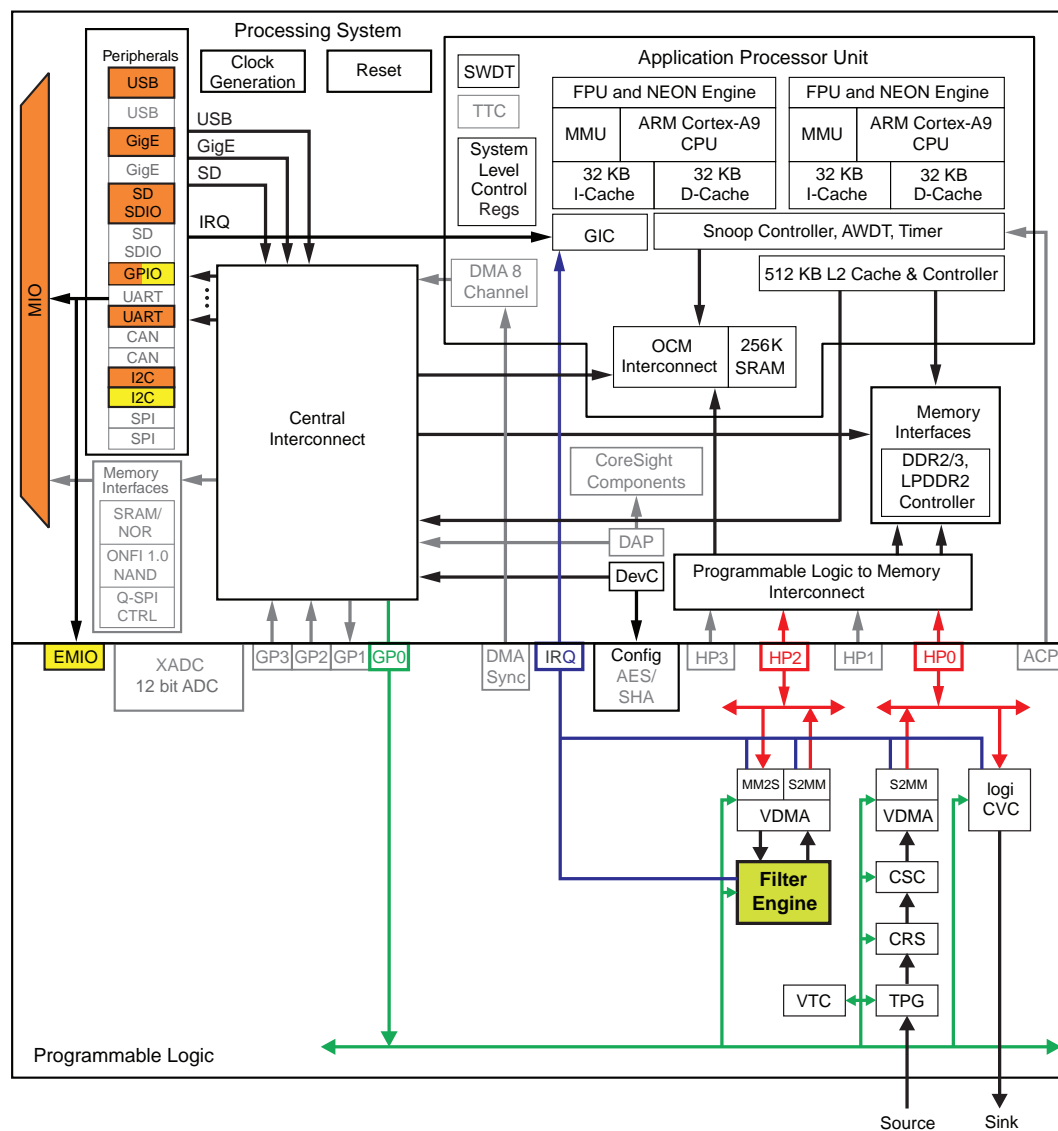 Processing System
Peripherals
USB
USB
GigE
GigE
SD
SDIO
SD
SDIO
GPIO
UART
UART
CAN
CAN
I2C
I2C
SPI
SPI
MIO
Clock
Generation
Reset
USB
GigE
SD
IRQ
Application Processor Unit
SWDT
TTC
System
Level
Control
Regs
FPU and NEON Engine
MMU
ARM Cortex-A9
CPU
32 KB
I-Cache
32 KB
D-Cache
FPU and NEON Engine
MMU
ARM Cortex-A9
CPU
32 KB
I-Cache
32 KB
D-Cache
GIC
Snoop Controller, AWDT, Timer
DMA 8
Channel
512 KB L2 Cache & Controller
OCM
Interconnect
256K
SRAM
Central
Interconnect
Memory
Interfaces
DDR2/3,
LPDDR2
Controller
Memory
Interfaces
SRAM/
NOR
ONFI 1.0
NAND
Q-SPI
CTRL
CoreSight
Components
DAP
DevC
Programmable Logic to Memory
Interconnect
EMIO
XADC
12 bit ADC
GP3
GP2
GP1
GP0
DMA
Sync
IRQ
Config
AES/
SHA
HP3
HP2
HP1
HP0
ACP
MM2S
S2MM
VDMA
S2MM
VDMA
logi
CVC
Filter
Engine
CSC
CRS
VTC
TPG
Programmable Logic
Source
Sink